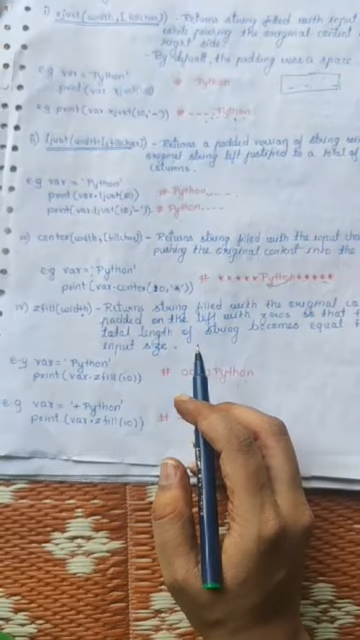 i) rjust(width,[fillchar]) - Returns string filled with input
while pushing the original content
right side.
- By default, the padding uses a space
e.g var = 'Python'
print (var.rjust(
# Python
e.g print(var.rjust(10,'-')) # ----Python
ii) ljust(width,[fillchar]) - Returns a padded version of string
original string left justified to a total of
columns.
e.g var = 'Python'
print(var.ljust( # Python
print(var.ljust(10,'-')) # Python----
iii) center(width,[fillchar]) - Returns string filled with the input
pushing the original content into the
e.g var = 'Python' # *****Python*****
print (var.center( '*'))
iv) zfill(width) - Returns string filled with the original
padded on the left with zeros so that
total length of string becomes equal
input size.
e.g var = 'Python'
print (var.zfill(10)) # Python
e.g var = '+Python'
print (var.zfill(10)) #